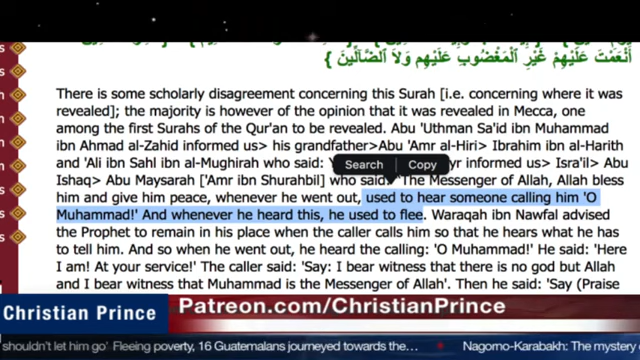 أَنْعَمْتَ عَلَيْهِمْ غَيْرِ ٱلْمَغْضُوبِ عَلَيْهِمْ وَلاَ ٱلضَّآلِّينَ }
There is some scholarly disagreement concerning this Surah [i.e. concerning where it was
revealed]; the majority is however of the opinion that it was revealed in Mecca, one
among the first Surahs of the Qur'an to be revealed. Abu 'Uthman Sa'id ibn Muhammad
ibn Ahmad al-Zahid informed us> his grandfather>Abu 'Amr al-Hiri> Ibrahim ibn al-Harith
and 'Ali ibn Sahl ibn al-Mughirah who said: yr informed us> Isra'il> Abu
Search Copy
Ishaq> Abu Maysarah ['Amr ibn Shurahbil] who said: The Messenger of Allah, Allah bless
him and give him peace, whenever he went out, used to hear someone calling him 'O
Muhammad!' And whenever he heard this, he used to flee. Waraqah ibn Nawfal advised
the Prophet to remain in his place when the caller calls him so that he hears what he has
to tell him. And so when he went out, he heard the calling: 'O Muhammad!' He said: 'Here
I am! At your service!' The caller said: 'Say: I bear witness that there is no god but Allah
and I bear witness that Muhammad is the Messenger of Allah'. Then he said: 'Say (Praise
Christian Prince
Patreon.com/ChristianPrince
shouldn't let him go' Fleeing poverty, 16 Guatemalans journeyed towards the... Nagorno-Karabakh: The mystery